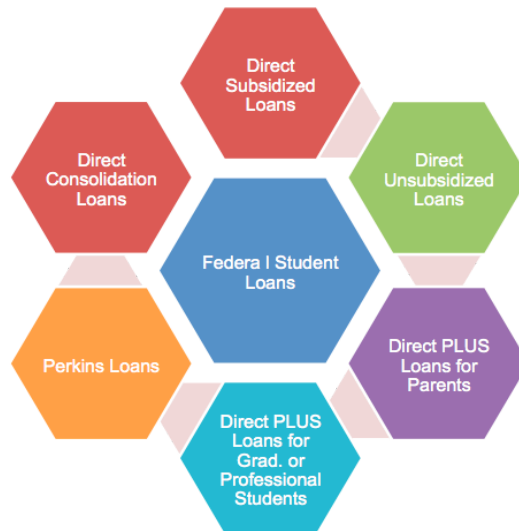 Direct
Subsidized
Loans
Direct
Consolidation
Loans
Direct
Unsubsidized
Loans
Federa l Student
Loans
Perkins Loans
Direct PLUS
Loans for
Parents
Direct PLUS
Loans for
Grad. or
Professional
Students